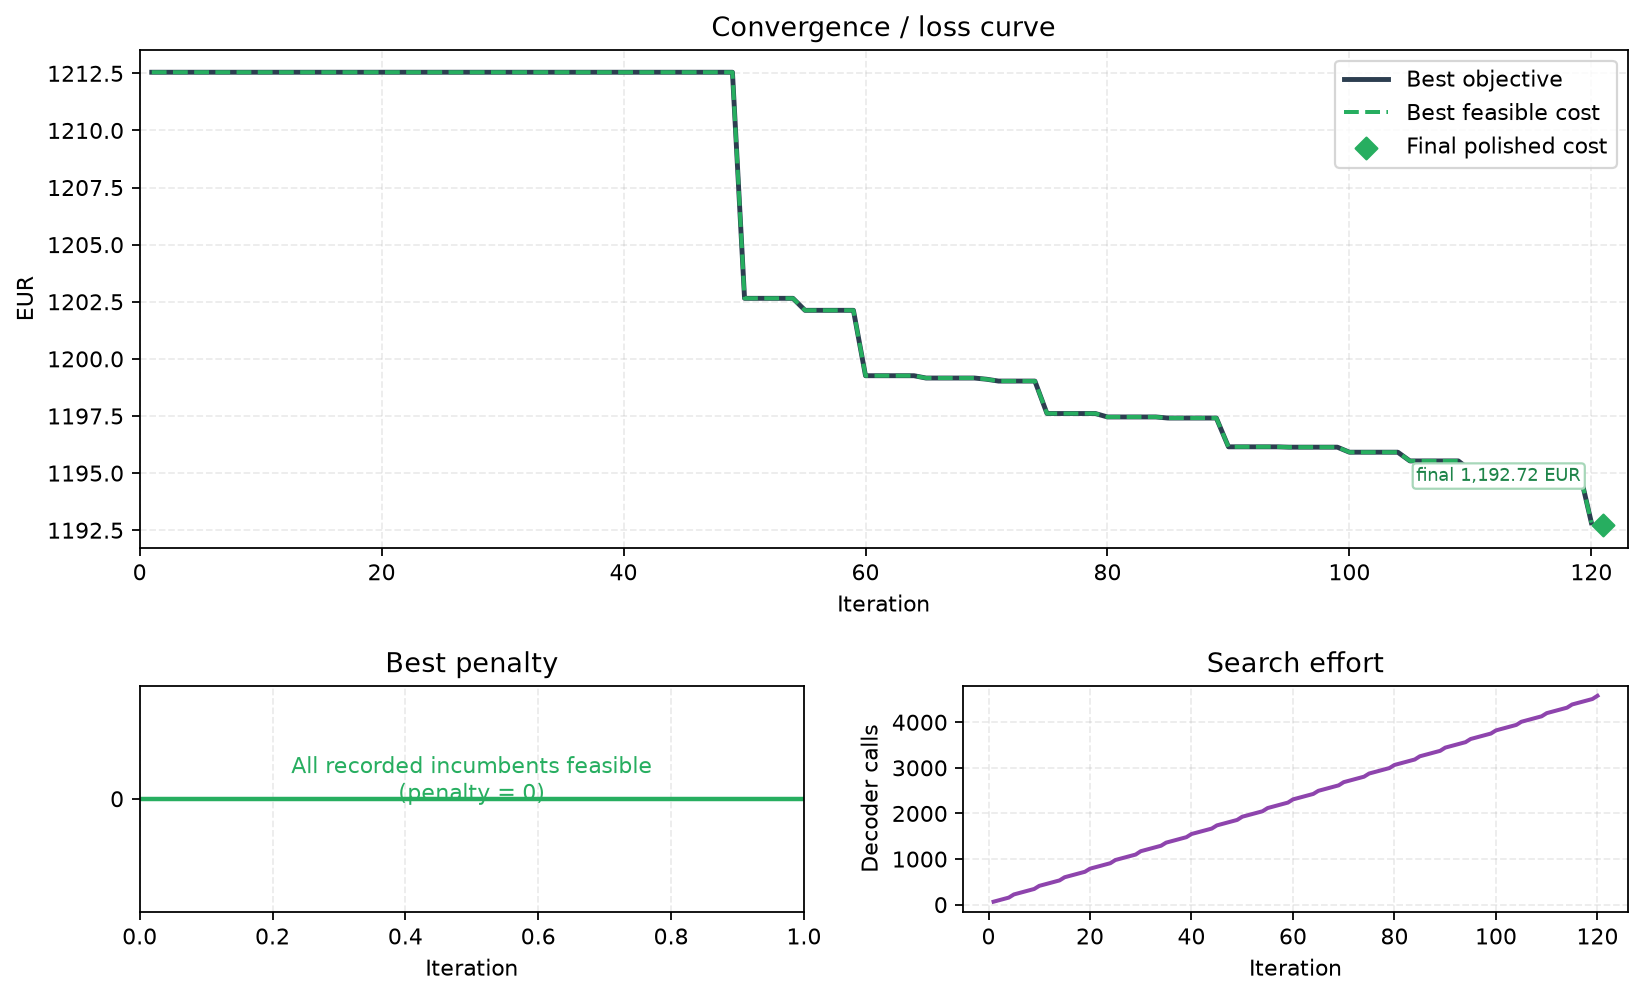 Convergence / loss curve
EUR
1212.5
1210.0
1207.5
1205.0
1202.5
1200.0
1197.5
1195.0
1192.5
Best objective
Best feasible cost
Final polished cost
final 1,192.72 EUR
0 20 40 60 80 100 120
Iteration
Best penalty
0
All recorded incumbents feasible
(penalty = 0)
0.0 0.2 0.4 0.6 0.8 1.0
Iteration
Search effort
Decoder calls
4000
3000
2000
1000
0
0 20 40 60 80 100 120
Iteration